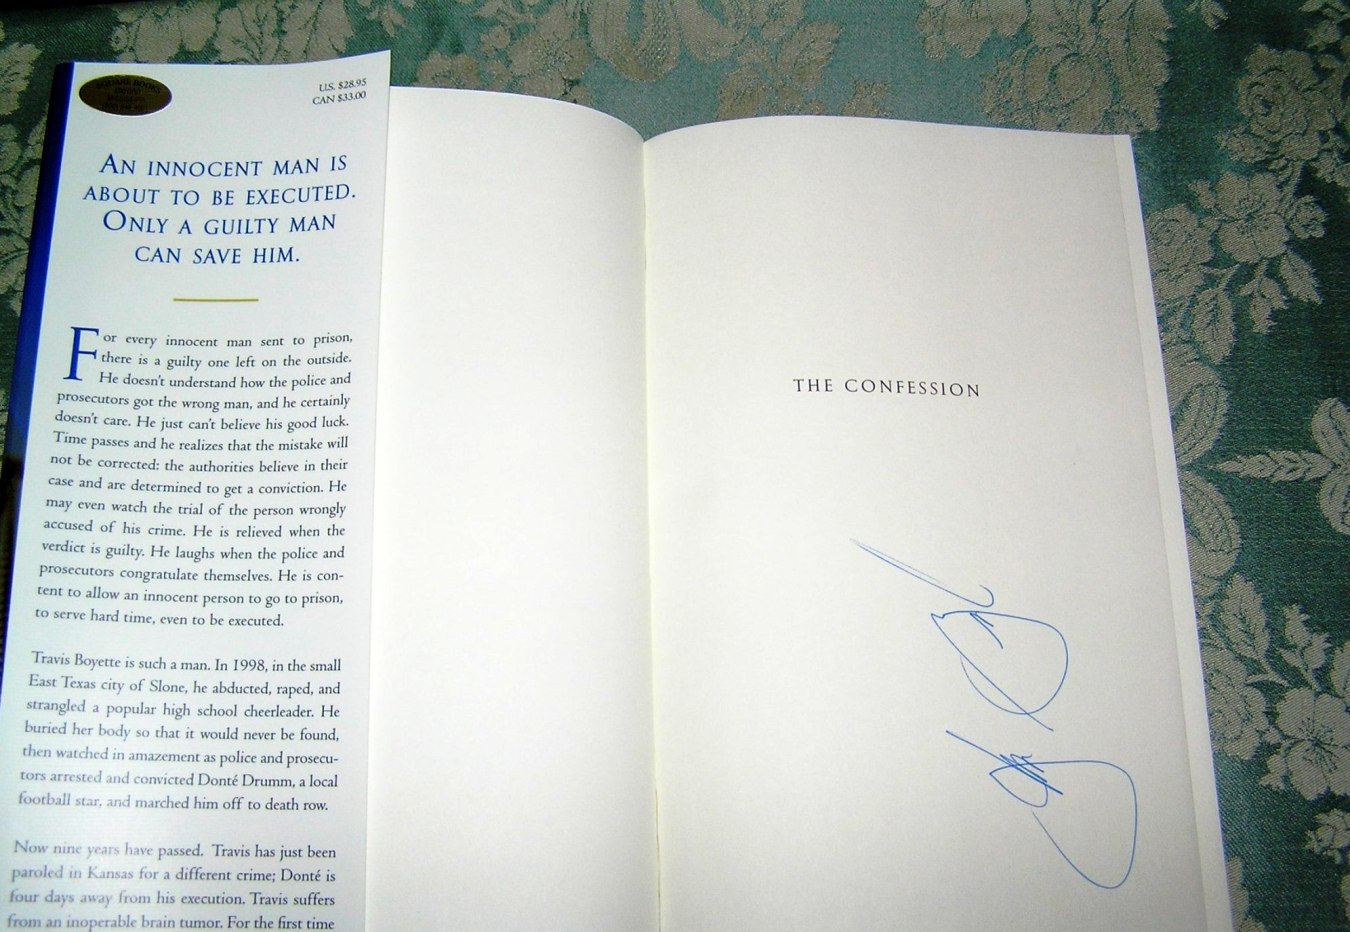 U.S. $28.95
CAN $33.00
AN INNOCENT MAN IS
ABOUT TO BE EXECUTED.
ONLY A GUILTY MAN
CAN SAVE HIM.
For every innocent man sent to prison,
there is a guilty one left on the outside.
He doesn't understand how the police and
prosecutors got the wrong man, and he certainly
doesn't care. He just can't believe his good luck.
Time passes and he realizes that the mistake will
not be corrected: the authorities believe in their
case and are determined to get a conviction. He
may even watch the trial of the person wrongly
accused of his crime. He is relieved when the
verdict is guilty. He laughs when the police and
prosecutors congratulate themselves. He is con-
tent to allow an innocent person to go to prison,
to serve hard time, even to be executed.
Travis Boyette is such a man. In 1998, in the small
East Texas city of Slone, he abducted, raped, and
strangled a popular high school cheerleader. He
buried her body so that it would never be found,
then watched in amazement as police and prosecu-
tors arrested and convicted Donté Drumm, a local
football star, and marched him off to death row.
Now nine years have passed. Travis has just been
paroled in Kansas for a different crime; Donté is
four days away from his execution. Travis suffers
from an inoperable brain tumor. For the first time
THE CONFESSION